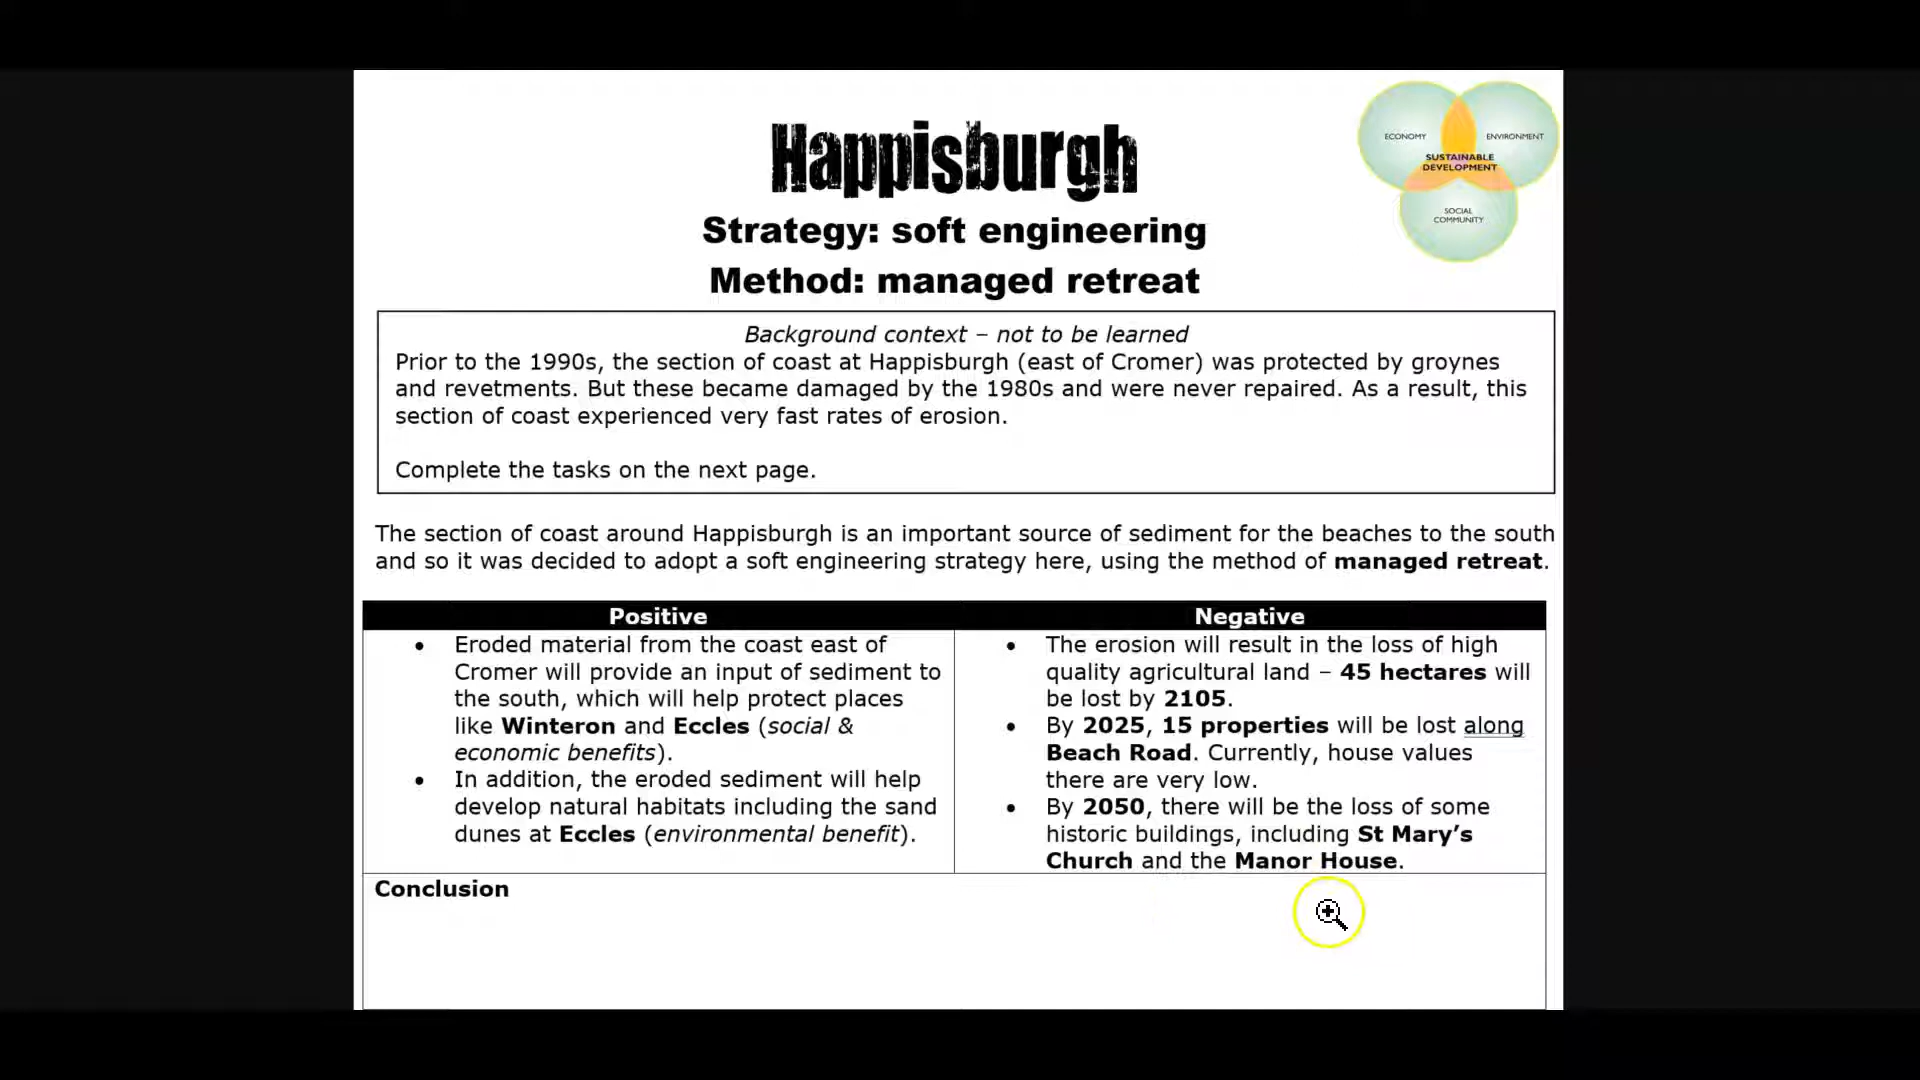 Happisburgh
Strategy: soft engineering
Method: managed retreat
ECONOMY
ENVIRONMENT
SUSTAINABLE
DEVELOPMENT
SOCIAL
COMMUNITY
Background context – not to be learned
Prior to the 1990s, the section of coast at Happisburgh (east of Cromer) was protected by groynes
and revetments. But these became damaged by the 1980s and were never repaired. As a result, this
section of coast experienced very fast rates of erosion.
Complete the tasks on the next page.
The section of coast around Happisburgh is an important source of sediment for the beaches to the south
and so it was decided to adopt a soft engineering strategy here, using the method of managed retreat.
Positive
• Eroded material from the coast east of
Cromer will provide an input of sediment to
the south, which will help protect places
like Winteron and Eccles (social &
economic benefits).
• In addition, the eroded sediment will help
develop natural habitats including the sand
dunes at Eccles (environmental benefit).
Negative
• The erosion will result in the loss of high
quality agricultural land – 45 hectares will
be lost by 2105.
• By 2025, 15 properties will be lost along
Beach Road. Currently, house values
there are very low.
• By 2050, there will be the loss of some
historic buildings, including St Mary’s
Church and the Manor House.
Conclusion